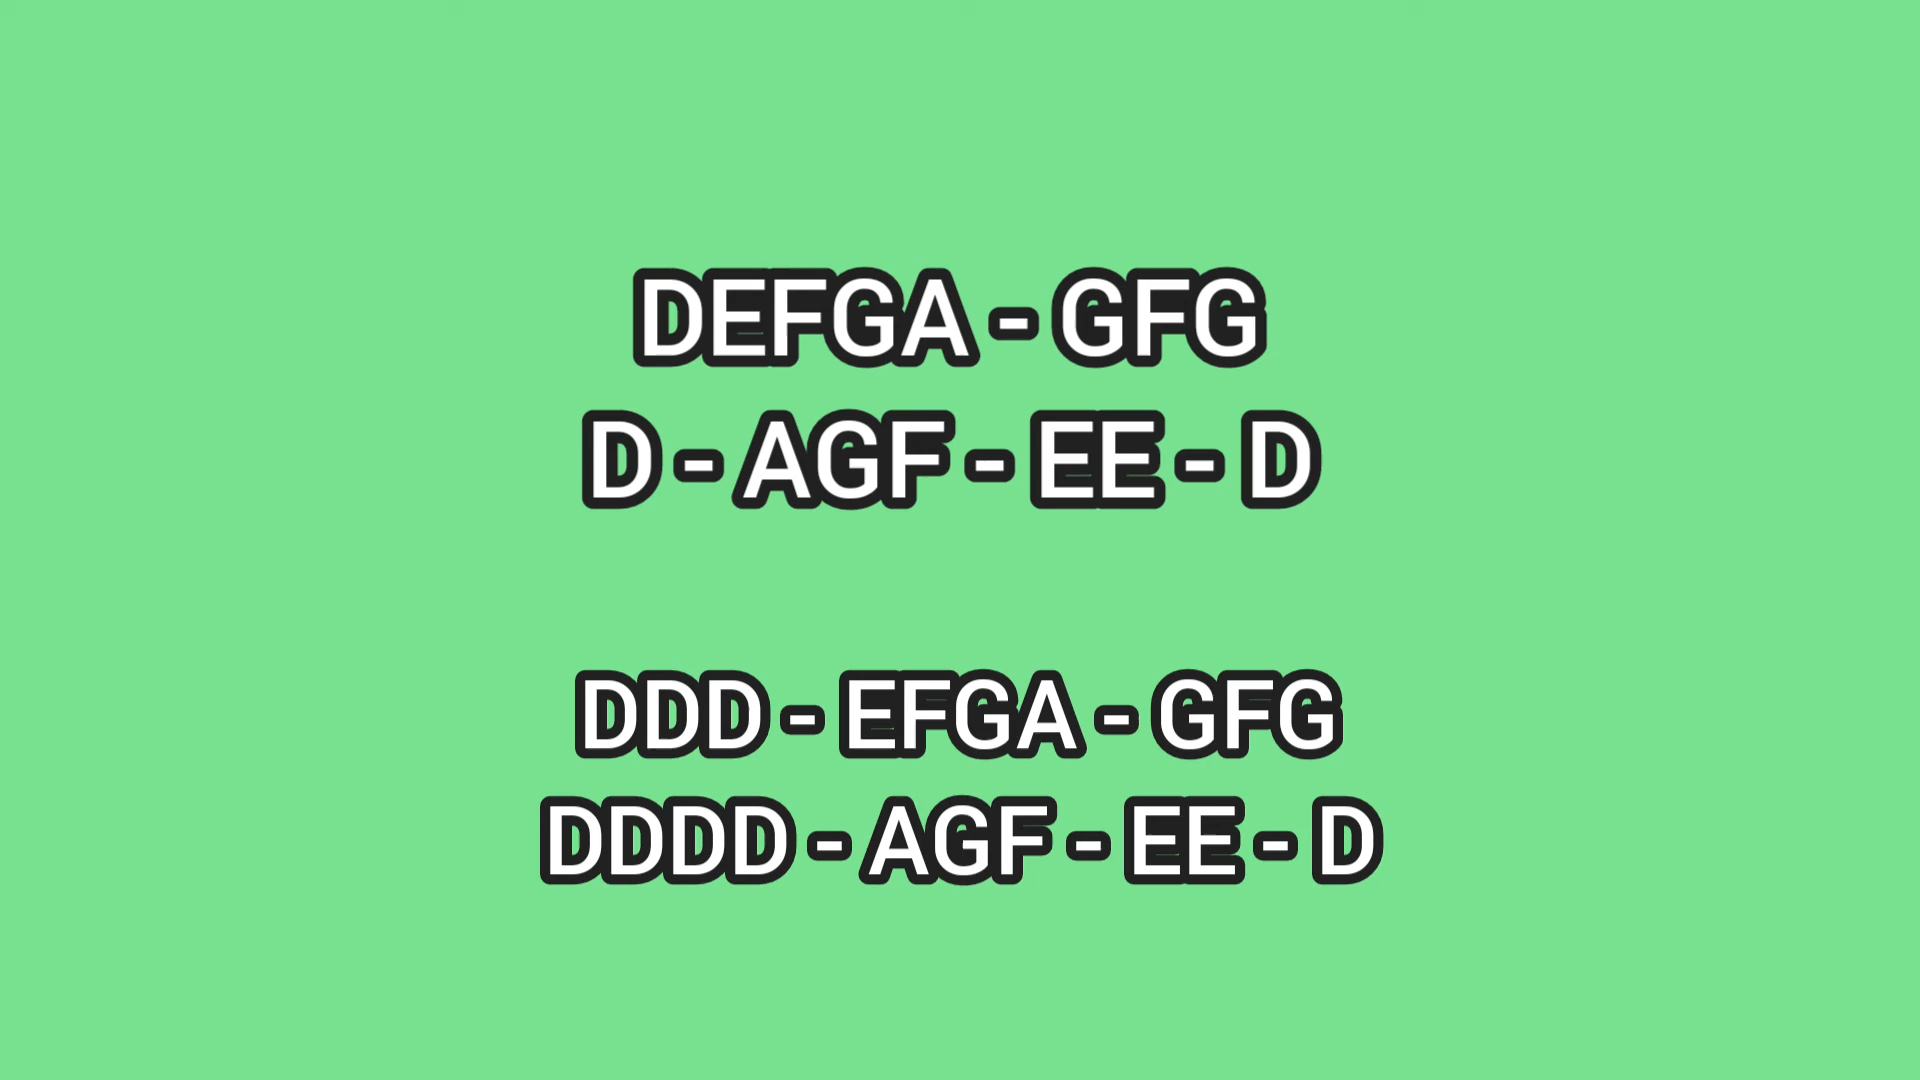 DEFGA - GFG
D - AGF - EE - D
DDD - EFGA - GFG
DDDD - AGF - EE - D